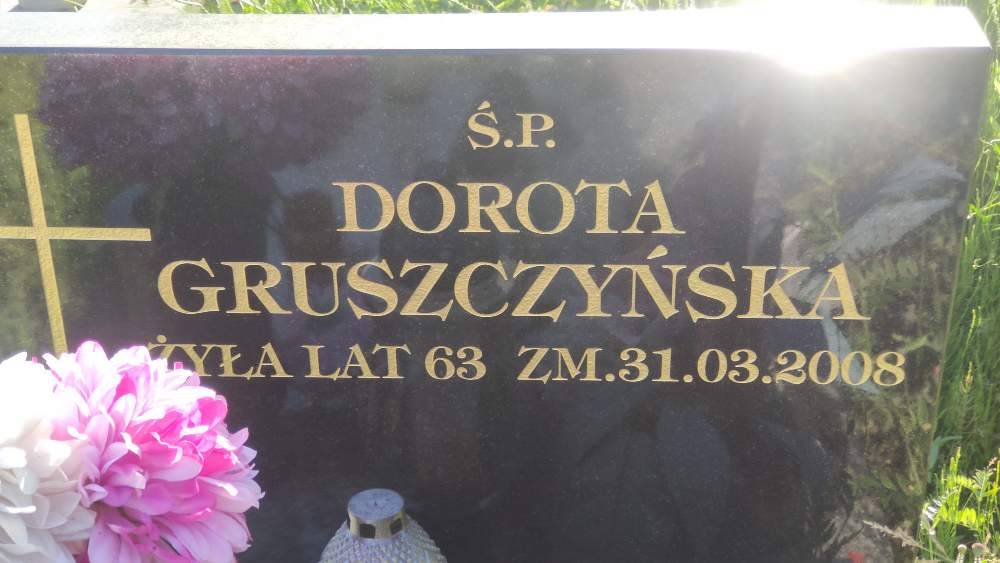 Ś.P.
DOROTA
GRUSZCZYŃSKA
ŻYŁA LAT 63 ZM.31.03.2008